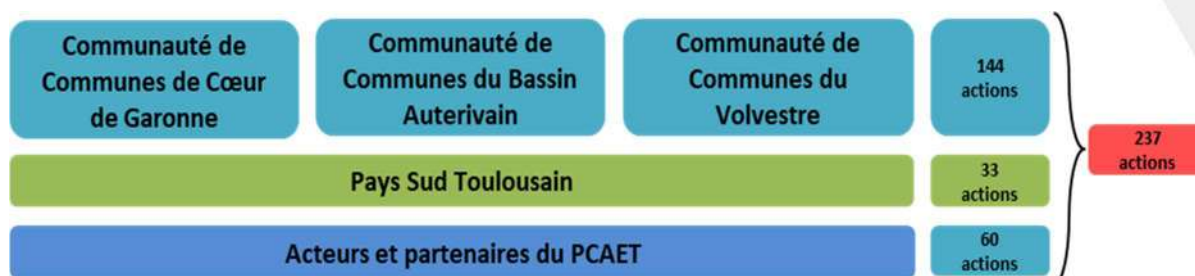 Communauté de
Communes de Cœur
de Garonne
Communauté de
Communes du Bassin
Auterivain
Communauté de
Communes du
Volvestre
144
actions
237
actions
Pays Sud Toulousain
33
actions
Acteurs et partenaires du PCAET
60
actions